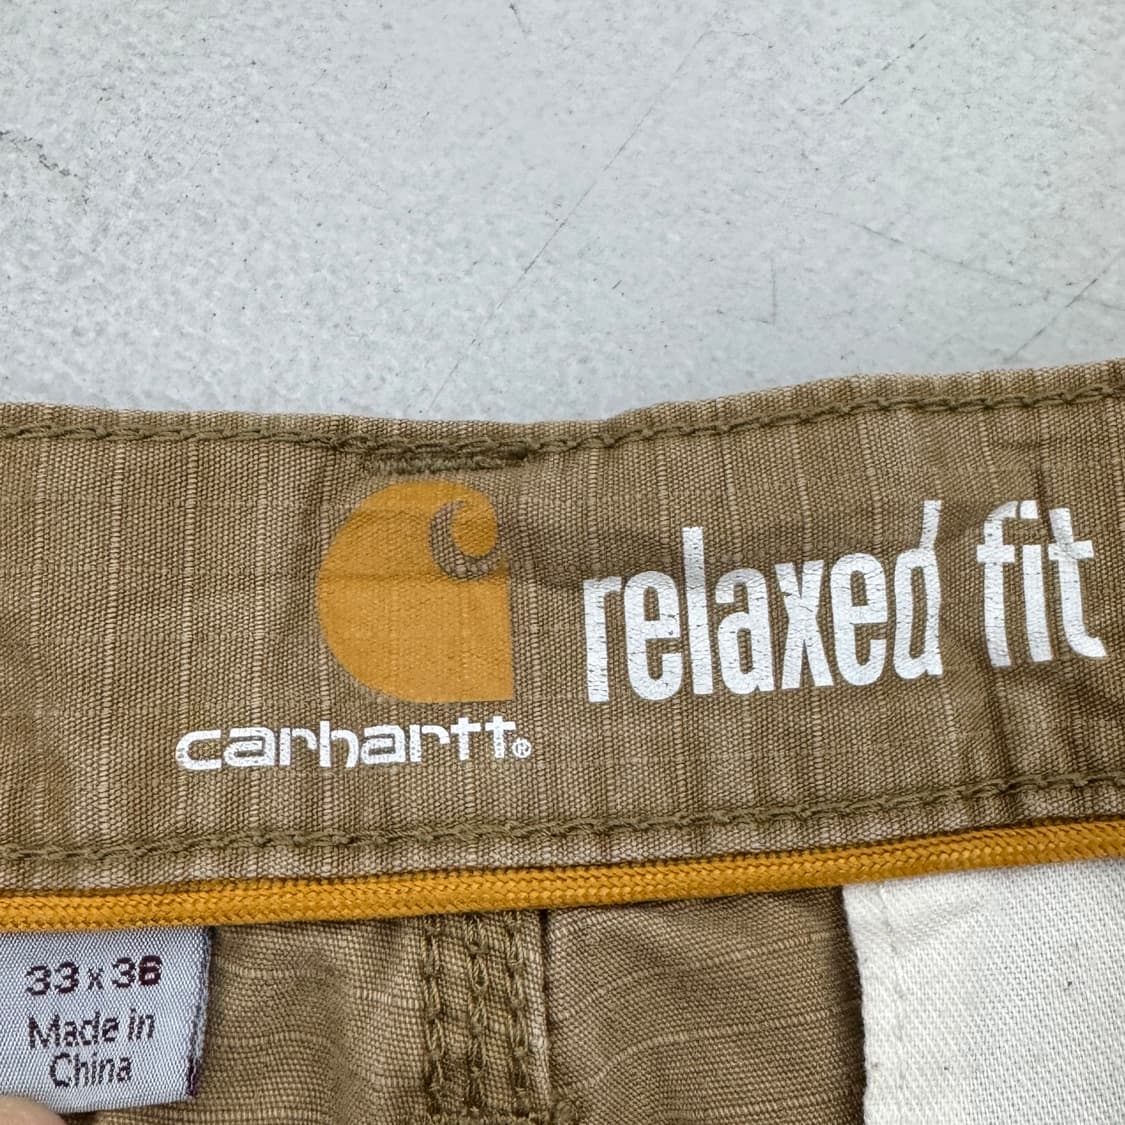 relaxed fit
carhartt®
33 x 36
Made in
China